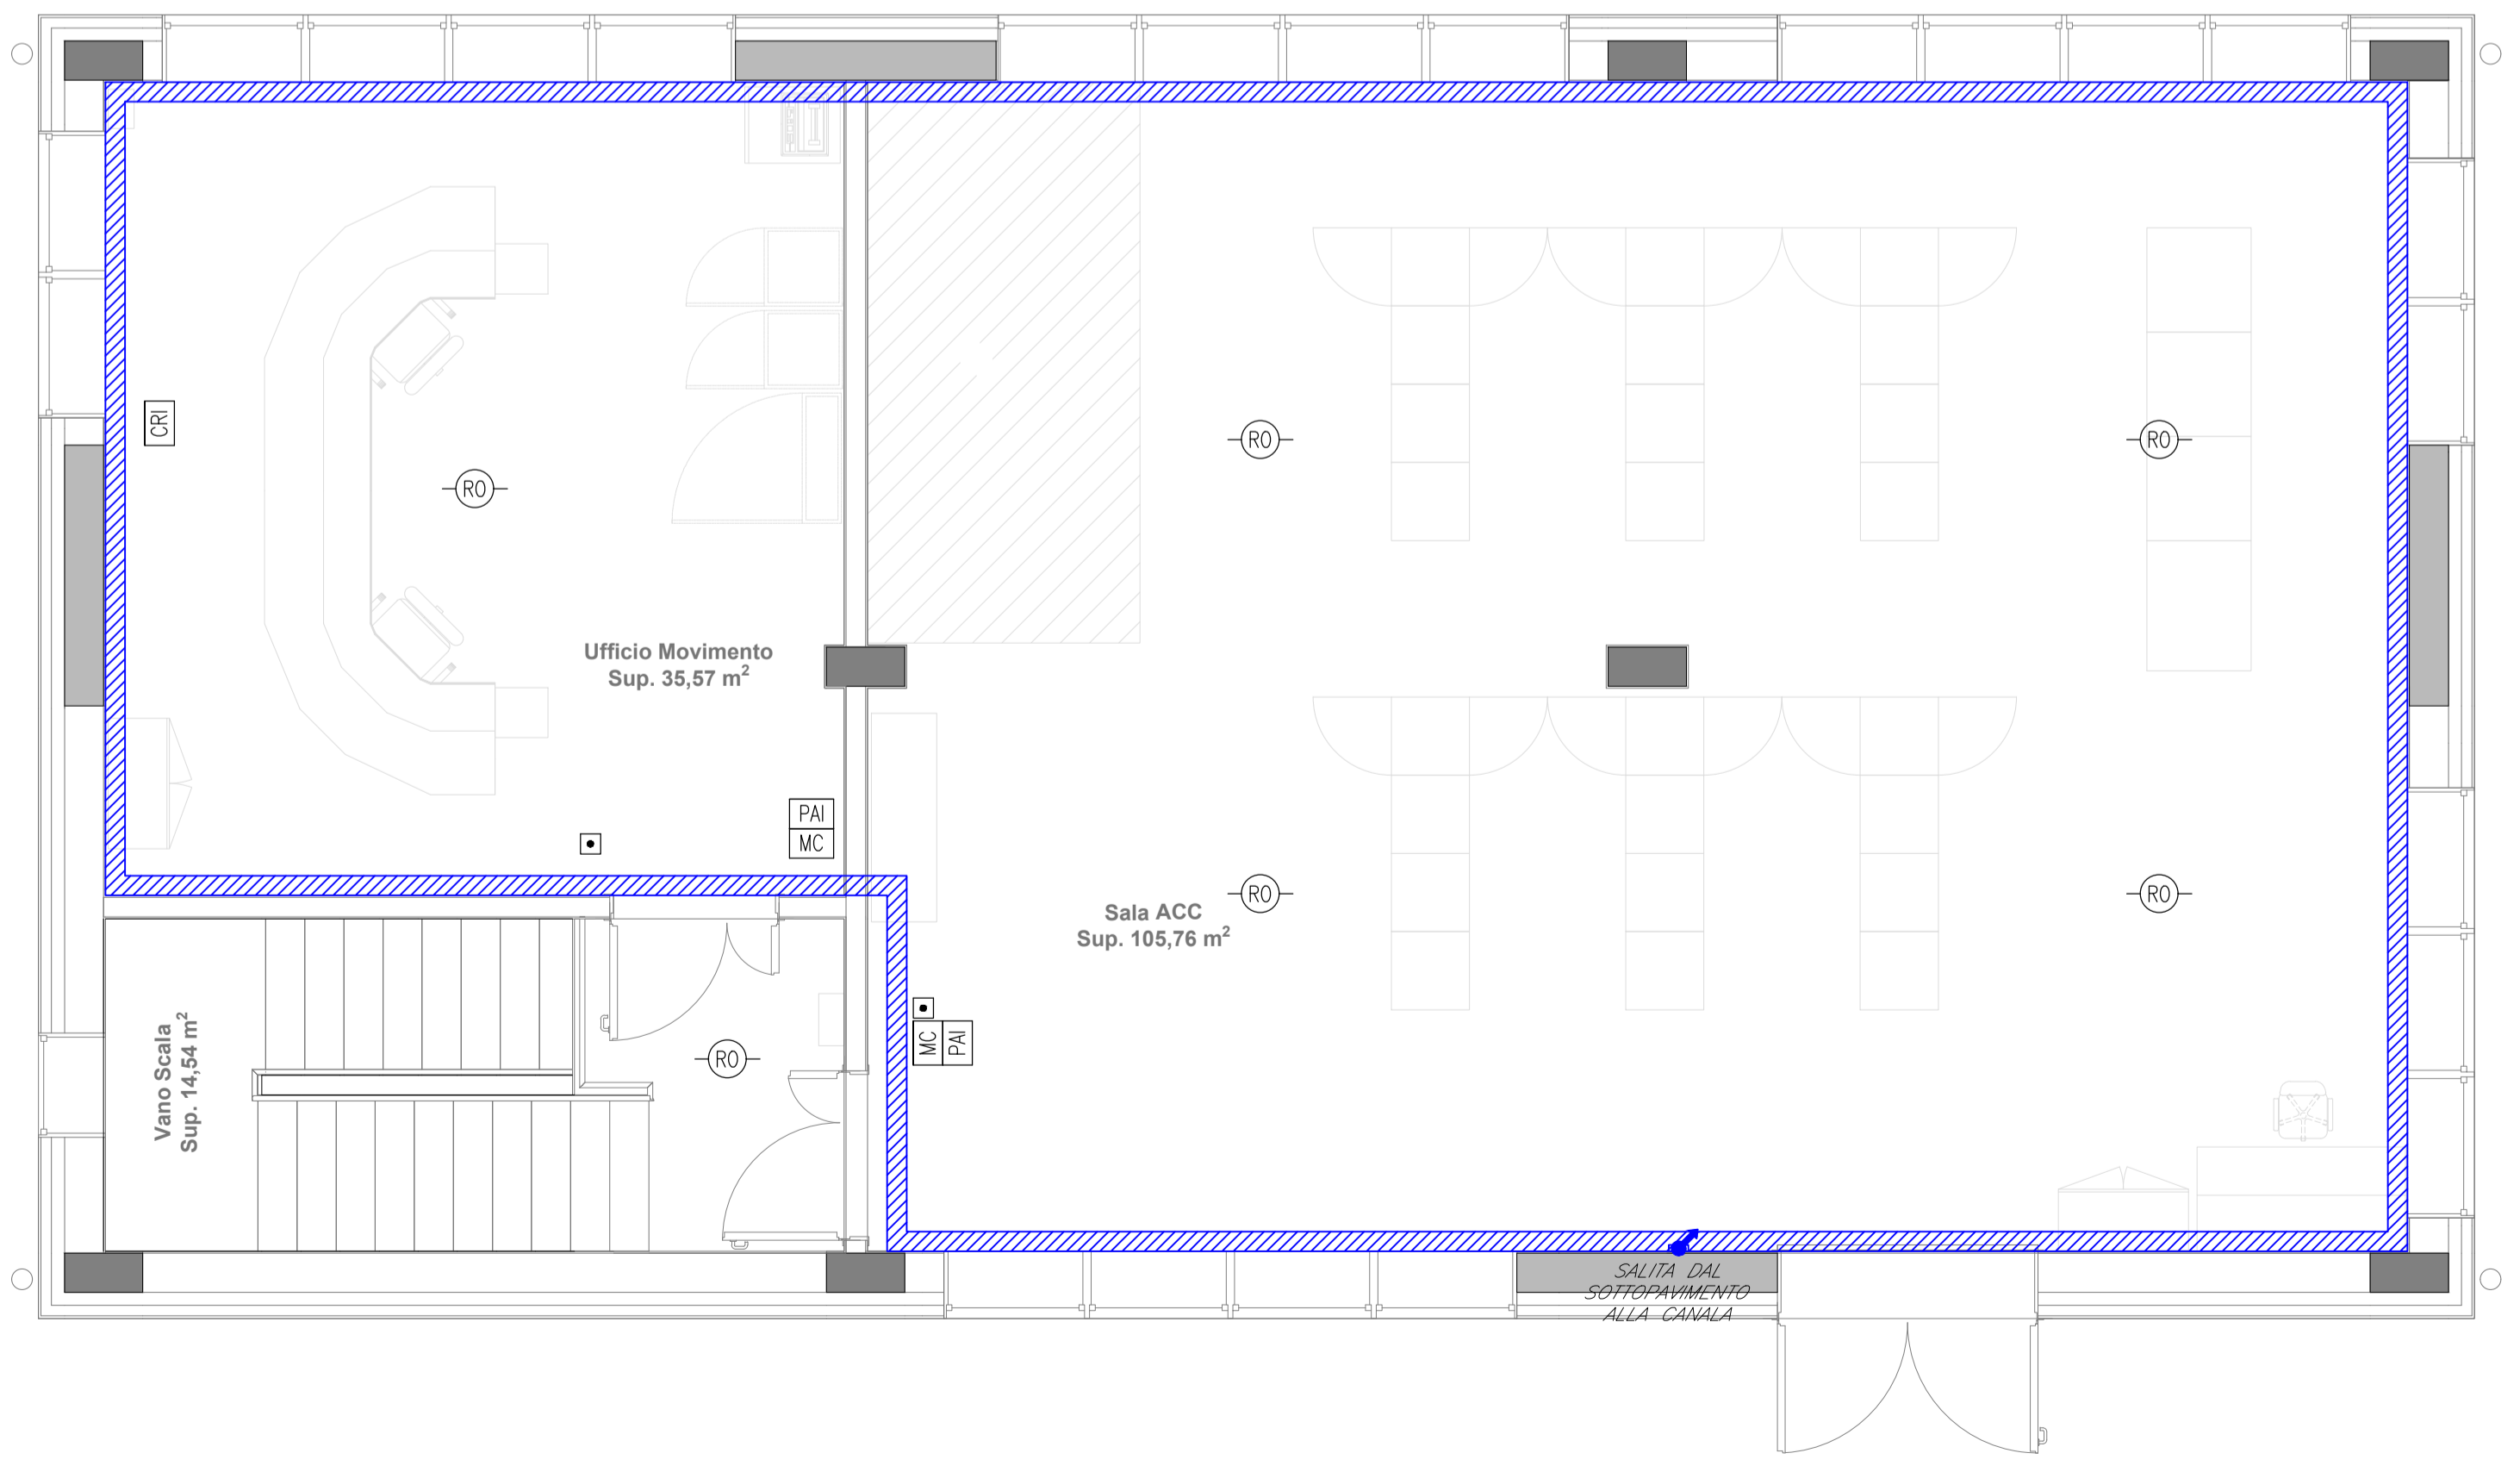 CRI
RO
RO
RO
Ufficio Movimento
Sup. 35,57 m²
PAI
MC
RO
RO
Sala ACC
Sup. 105,76 m²
Vano Scala
Sup. 14,54 m²
RO
MC
PAI
SALITA DAL
SOTTOPAVIMENTO
ALLA CANALA